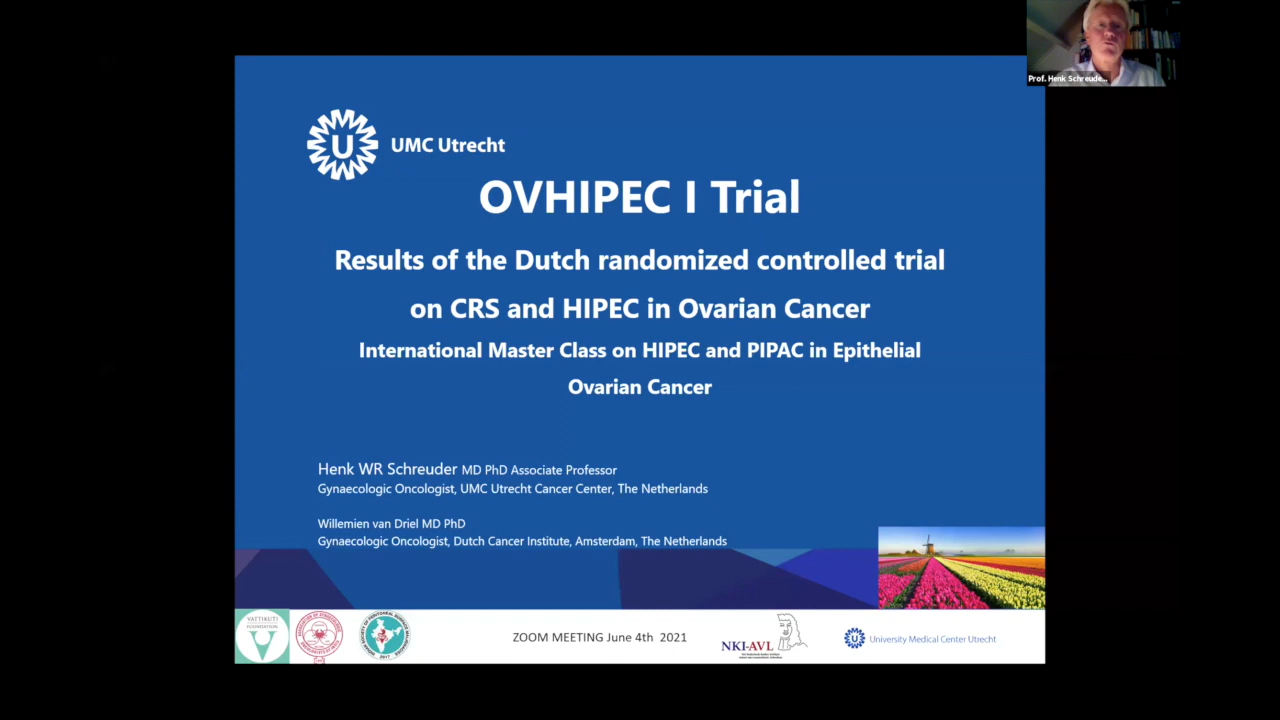 Prof. Henk Schreude...
UMC Utrecht
OVHIPEC I Trial
Results of the Dutch randomized controlled trial
on CRS and HIPEC in Ovarian Cancer
International Master Class on HIPEC and PIPAC in Epithelial
Ovarian Cancer
Henk WR Schreuder MD PhD Associate Professor
Gynaecologic Oncologist, UMC Utrecht Cancer Center, The Netherlands
Willemien van Driel MD PhD
Gynaecologic Oncologist, Dutch Cancer Institute, Amsterdam, The Netherlands
VATTIKUTI
FOUNDATION
2017
ZOOM MEETING June 4th 2021
NKI-AVL
University Medical Center Utrecht